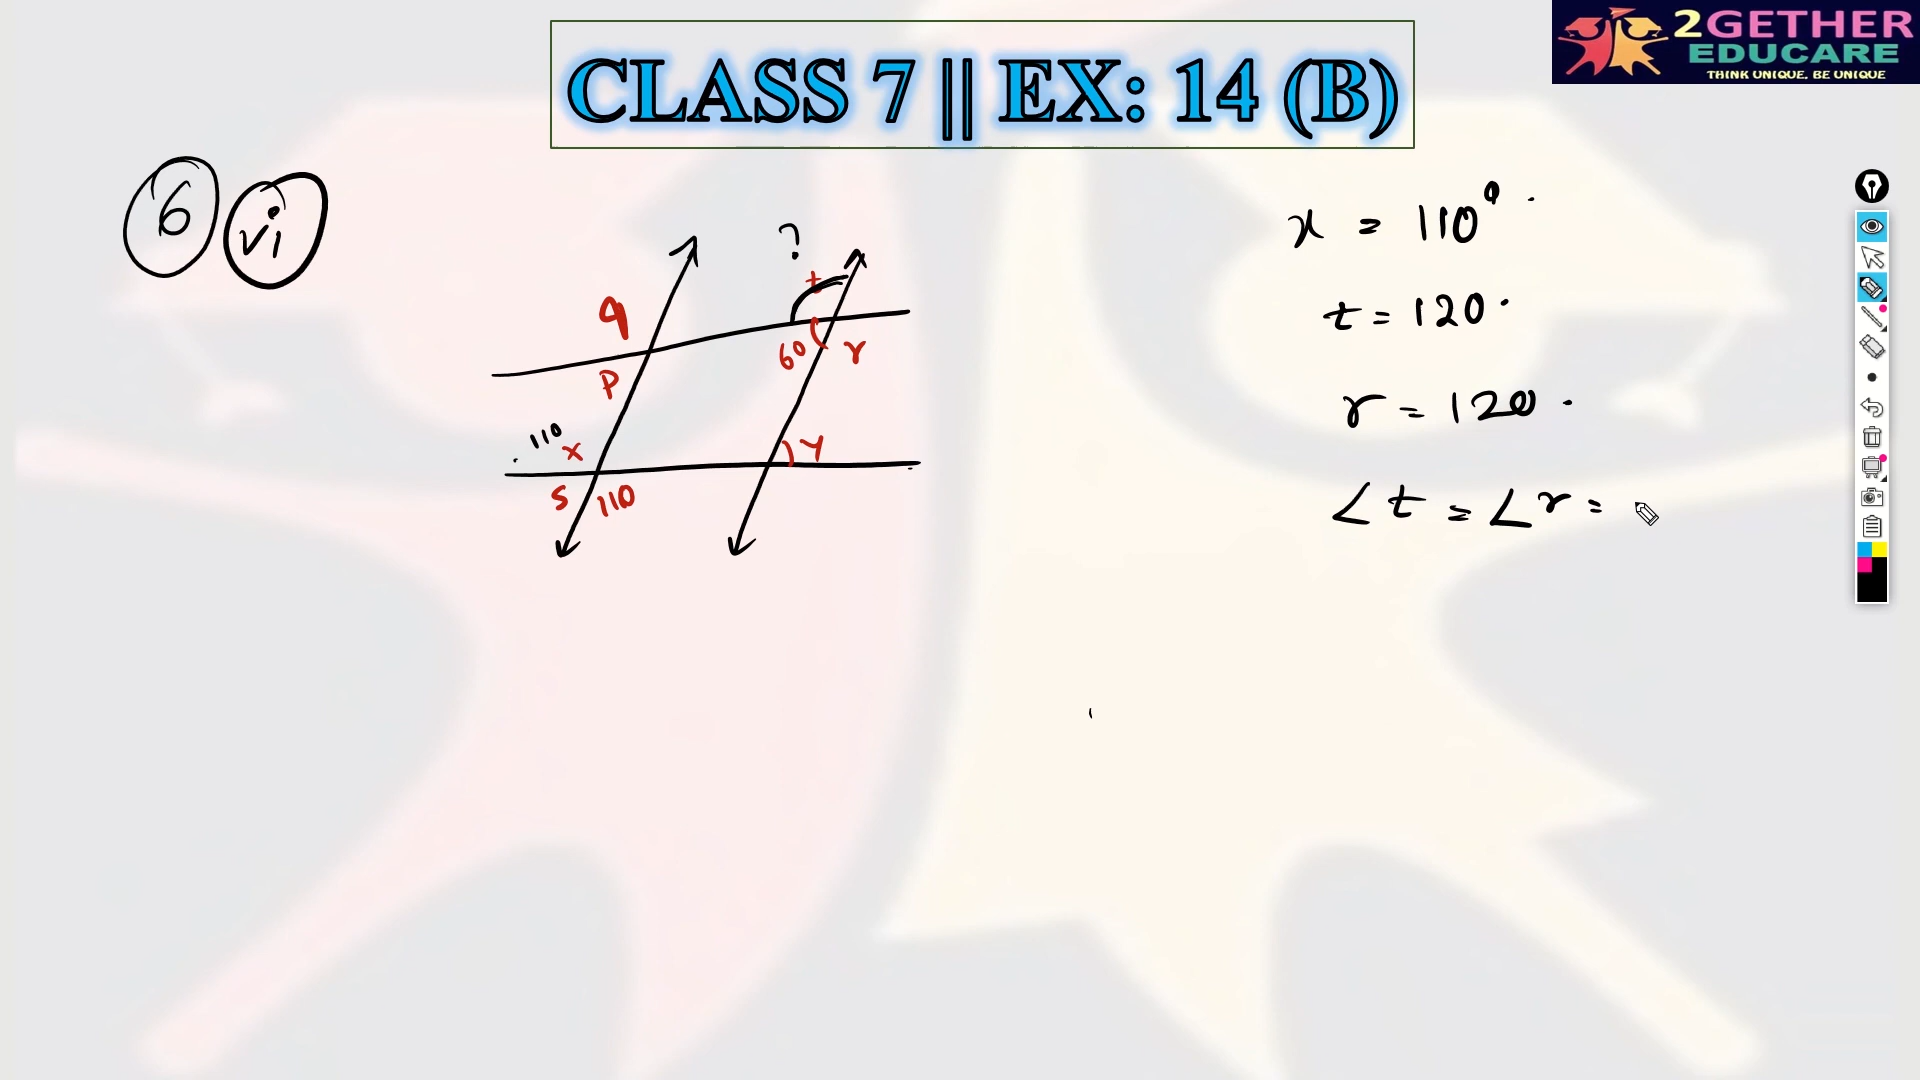 CLASS 7 || EX: 14 (B)
2GETHER
EDUCARE
THINK UNIQUE. BE UNIQUE
6 vi
?
t
q
60 r
P
110
x
y
s 110
x = 110°
t = 120
r = 120
∠t = ∠r =